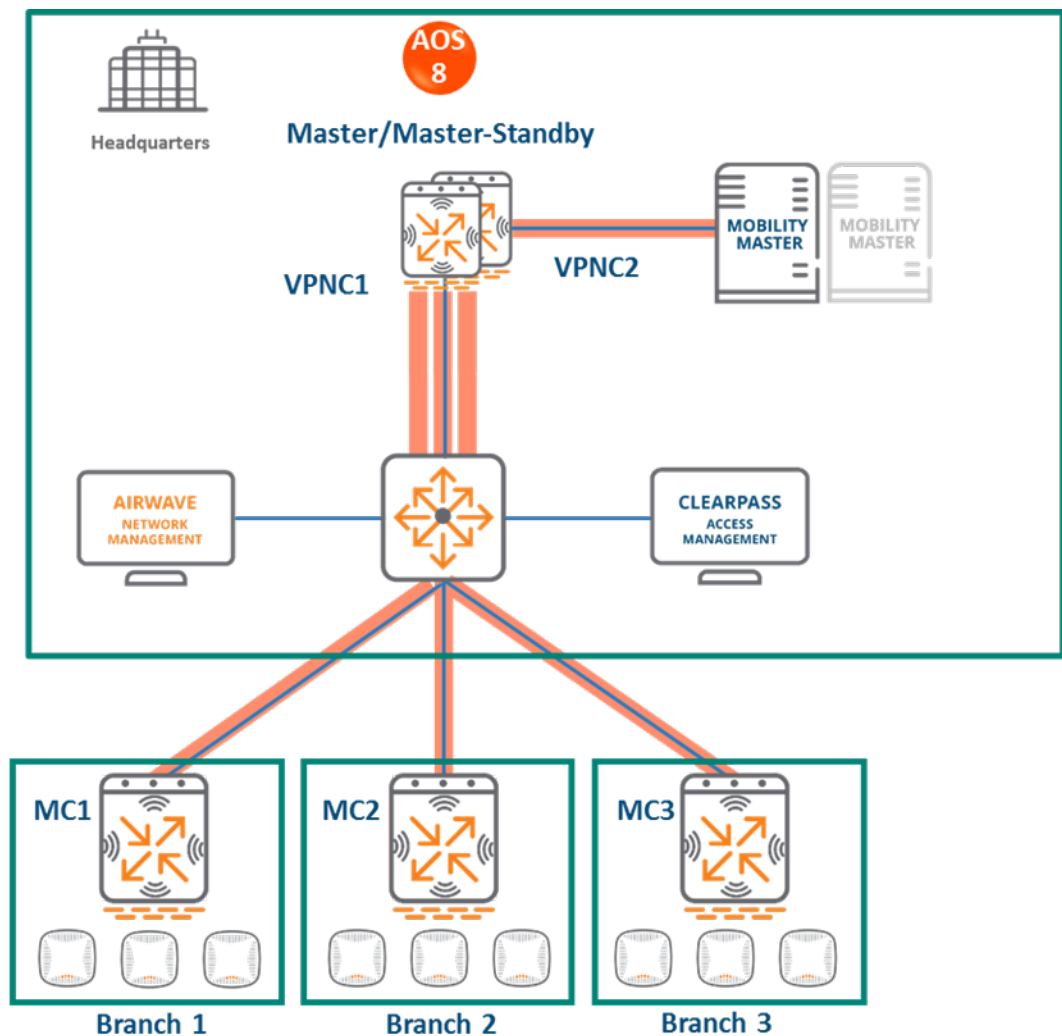 AOS
8
Headquarters
Master/Master-Standby
MOBILITY
MASTER
MOBILITY
MASTER
VPNC1
VPNC2
AIRWAVE
NETWORK
MANAGEMENT
CLEARPASS
ACCESS
MANAGEMENT
MC1
MC2
MC3
Branch 1
Branch 2
Branch 3